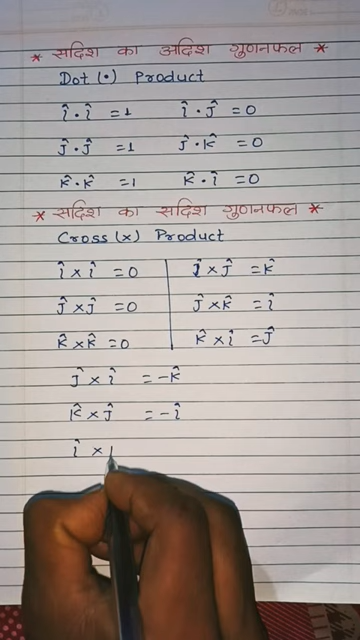 * सदिश का अदिश गुणनफल *
Dot (•) Product
î • î = 1 î • ĵ = 0
ĵ • ĵ = 1 ĵ • k̂ = 0
k̂ • k̂ = 1 k̂ • î = 0
* सदिश का सदिश गुणनफल *
Cross (x) Product
î x î = 0 î x ĵ = k̂
ĵ x ĵ = 0 ĵ x k̂ = î
k̂ x k̂ = 0 k̂ x î = ĵ
ĵ x î = -k̂
k̂ x ĵ = -î
î x